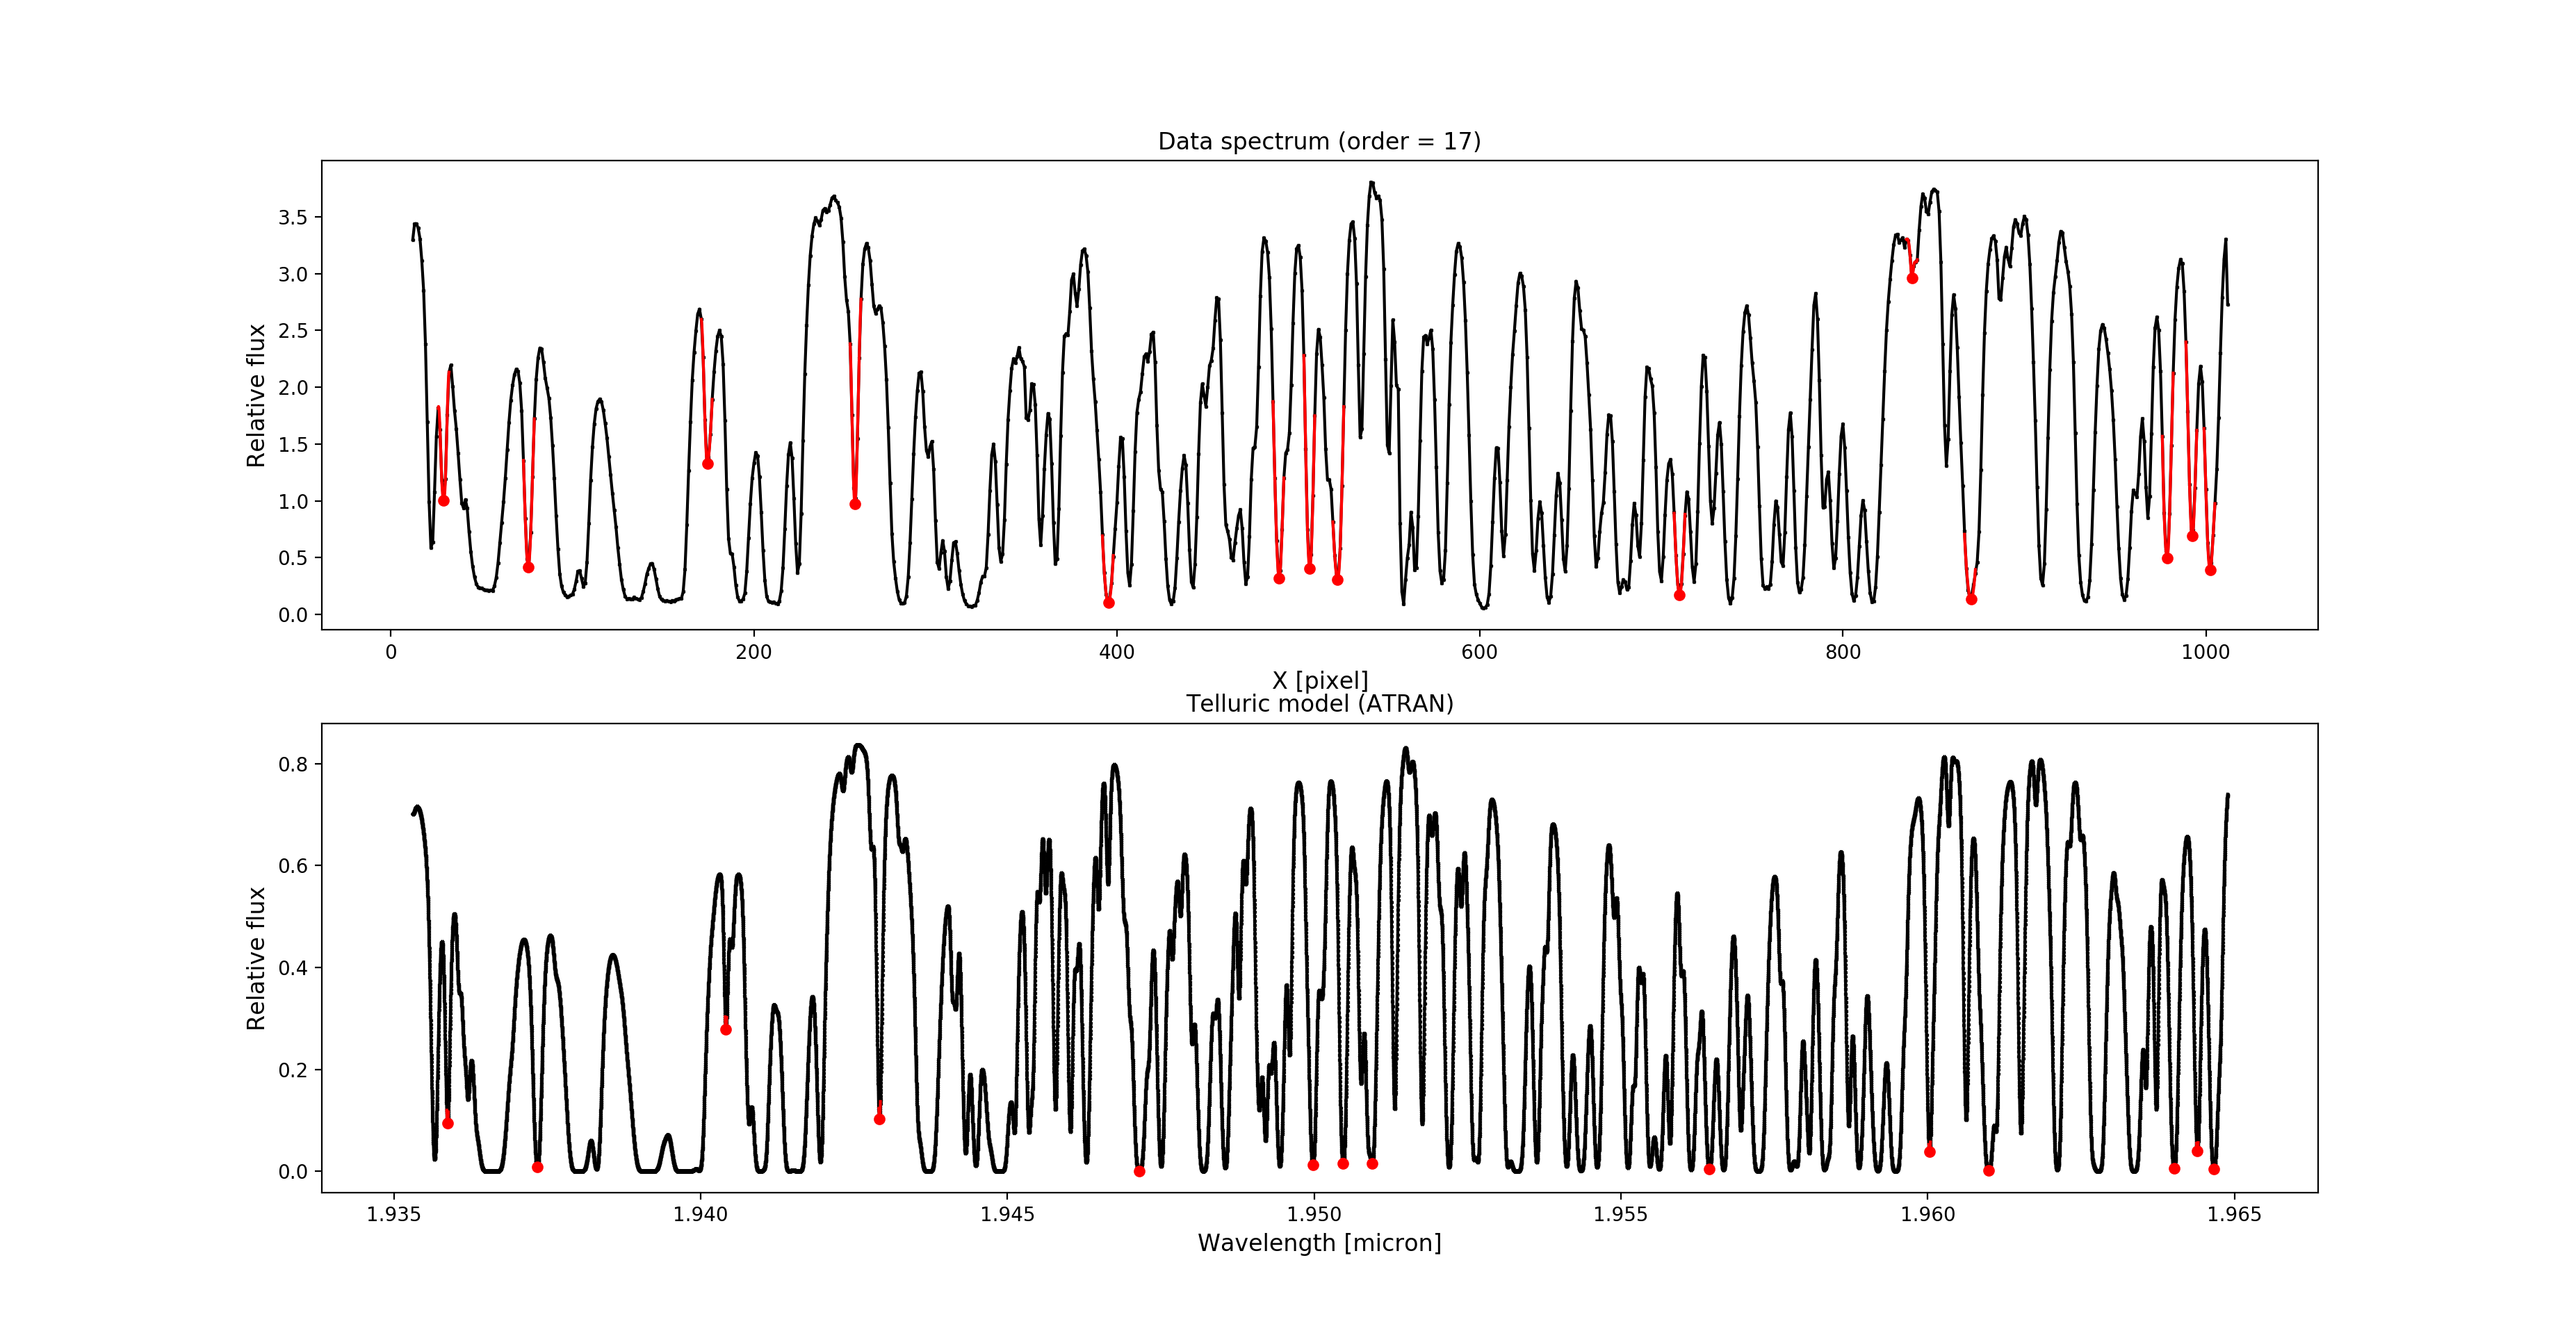 Data spectrum (order = 17)
Relative flux
3.5
3.0
2.5
2.0
1.5
1.0
0.5
0.0
0 200 400 600 800 1000
X [pixel]
Telluric model (ATRAN)
Relative flux
0.8
0.6
0.4
0.2
0.0
1.935 1.940 1.945 1.950 1.955 1.960 1.965
Wavelength [micron]